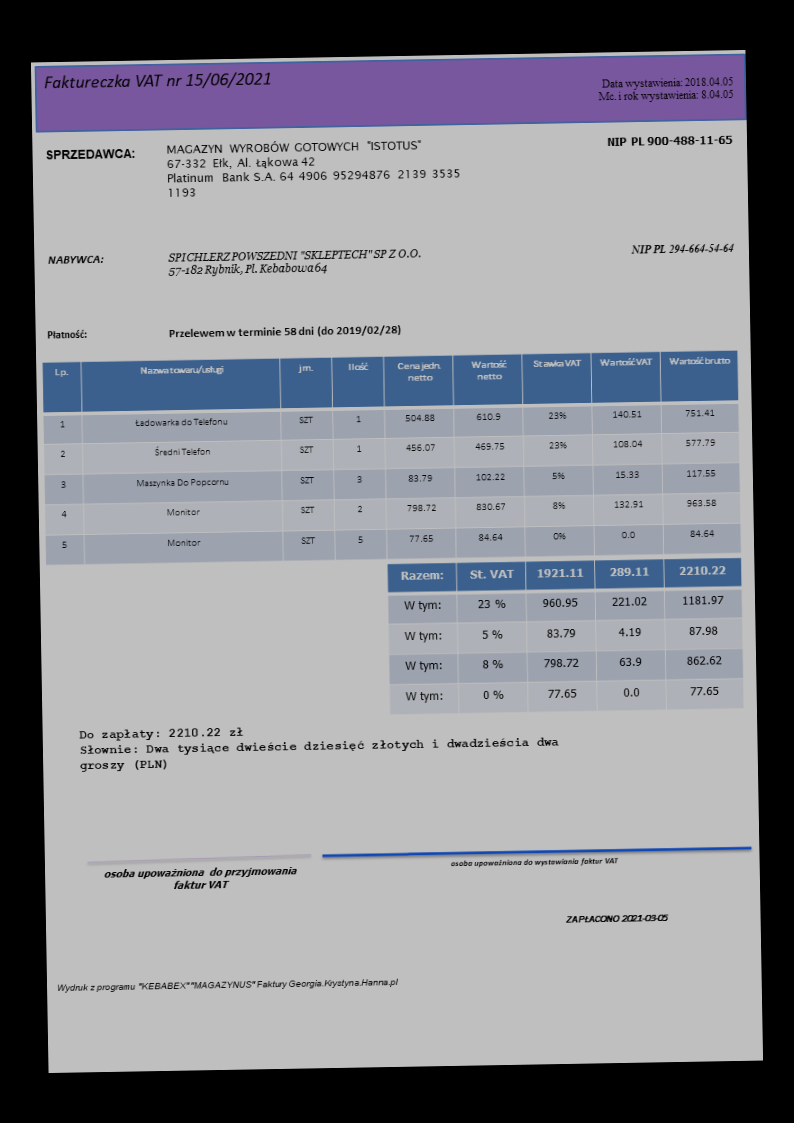 Faktureczka VAT nr 15/06/2021
Data wystawienia: 2018.04.05
Mc. i rok wystawienia: 8.04.05
SPRZEDAWCA:
MAGAZYN WYROBÓW GOTOWYCH "ISTOTUS"
67-332 Ełk, Al. Łąkowa 42
Platinum Bank S.A. 64 4906 95294876 2139 3535
1193
NIP PL 900-488-11-65
NABYWCA:
SPICHLERZ POWSZEDNI "SKLEPTECH" SP Z O.O.
57-182 Rybnik, Pl. Kebabowa 64
NIP PL 294-664-54-64
Płatność:
Przelewem w terminie 58 dni (do 2019/02/28)
Lp. Nazwa towaru/usługi jm. Ilość Cena jedn. netto Wartość netto Stawka VAT Wartość VAT Wartość brutto
1 Ładowarka do Telefonu SZT 1 504.88 610.9 23% 140.51 751.41
2 Średni Telefon SZT 1 456.07 469.75 23% 108.04 577.79
3 Maszynka Do Popcornu SZT 3 83.79 102.22 5% 15.33 117.55
4 Monitor SZT 2 798.72 830.67 8% 132.91 963.58
5 Monitor SZT 5 77.65 84.64 0% 0.0 84.64
Razem: St. VAT 1921.11 289.11 2210.22
W tym: 23 % 960.95 221.02 1181.97
W tym: 5 % 83.79 4.19 87.98
W tym: 8 % 798.72 63.9 862.62
W tym: 0 % 77.65 0.0 77.65
Do zapłaty: 2210.22 zł
Słownie: Dwa tysiące dwieście dziesięć złotych i dwadzieścia dwa
groszy (PLN)
osoba upoważniona do przyjmowania
faktur VAT
osoba upoważniona do wystawiania faktur VAT
ZAPŁACONO 2021-03-05
Wydruk z programu "KEBABEX""MAGAZYNUS" Faktury Georgia.Krystyna.Hanna.pl